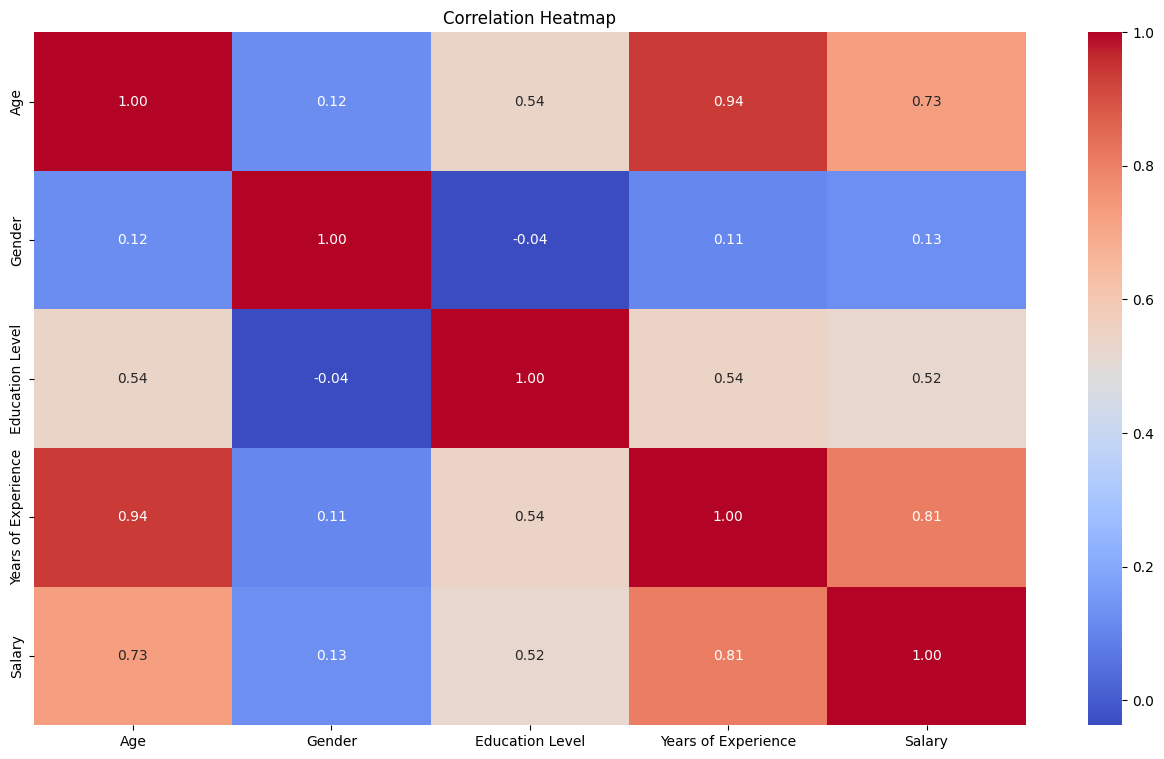 Correlation Heatmap
Age 1.00 0.12 0.54 0.94 0.73
Gender 0.12 1.00 -0.04 0.11 0.13
Education Level 0.54 -0.04 1.00 0.54 0.52
Years of Experience 0.94 0.11 0.54 1.00 0.81
Salary 0.73 0.13 0.52 0.81 1.00
Age Gender Education Level Years of Experience Salary
1.0
0.8
0.6
0.4
0.2
0.0